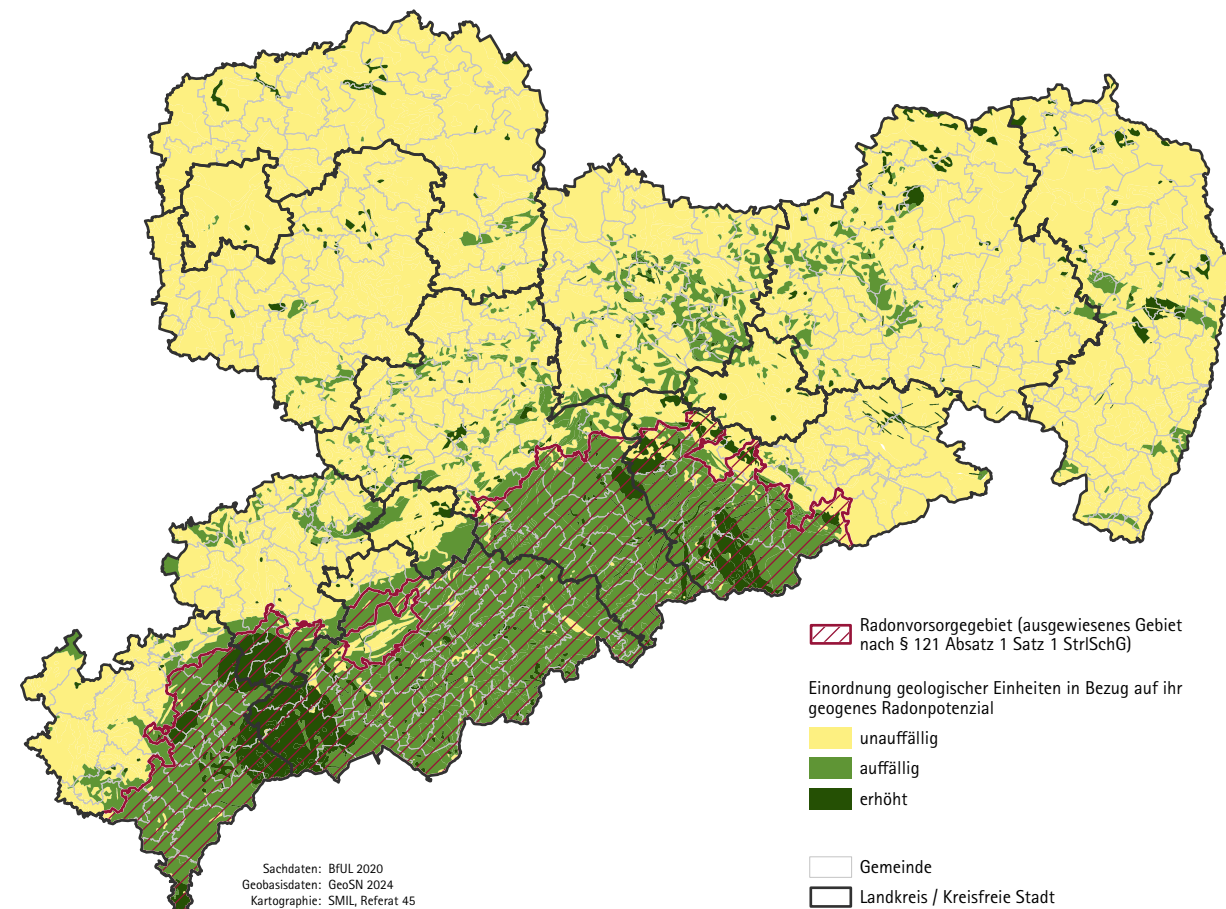 Radonvorsorgegebiet (ausgewiesenes Gebiet
nach § 121 Absatz 1 Satz 1 StrlSchG)
Einordnung geologischer Einheiten in Bezug auf ihr
geogenes Radonpotenzial
unauffällig
auffällig
erhöht
Gemeinde
Landkreis / Kreisfreie Stadt
Sachdaten: BfUL 2020
Geobasisdaten: GeoSN 2024
Kartographie: SMIL, Referat 45